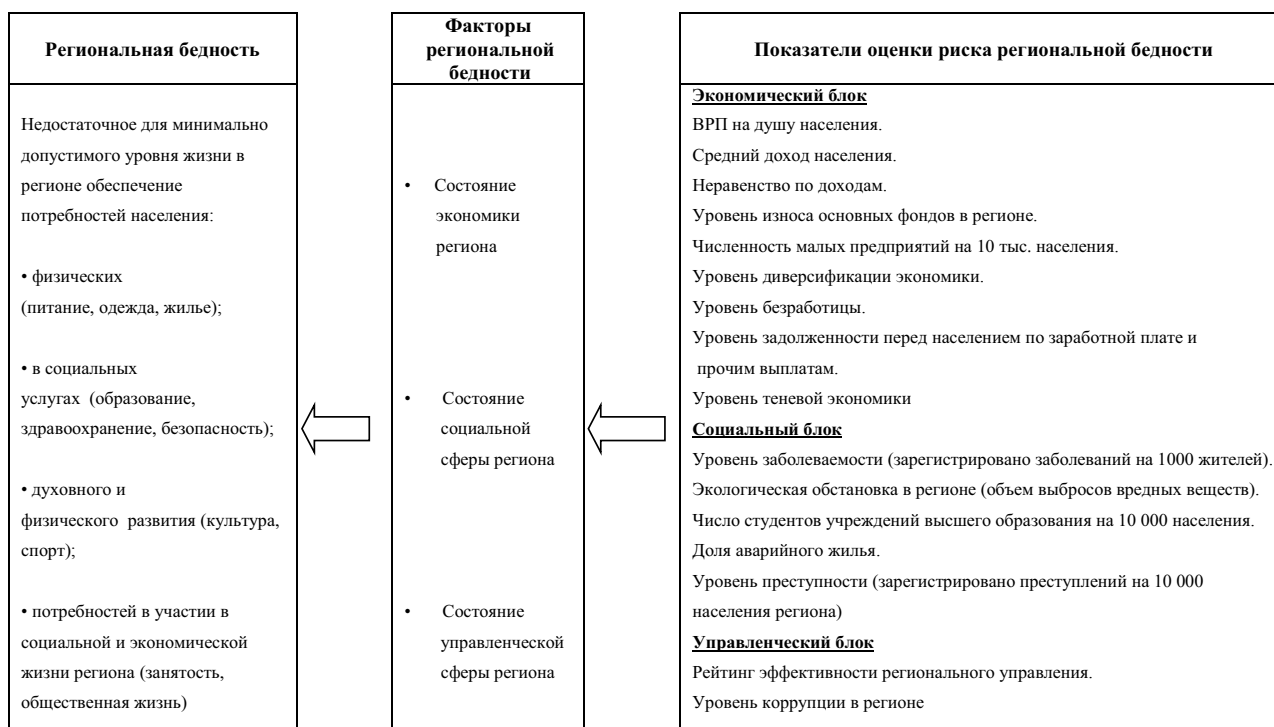 Региональная бедность
Недостаточное для минимально
допустимого уровня жизни в
регионе обеспечение
потребностей населения:
• физических
(питание, одежда, жилье);
• в социальных
услугах (образование,
здравоохранение, безопасность);
• духовного и
физического развития (культура,
спорт);
• потребностей в участии в
социальной и экономической
жизни региона (занятость,
общественная жизнь)
Факторы
региональной
бедности
• Состояние
экономики
региона
• Состояние
социальной
сферы региона
• Состояние
управленческой
сферы региона
Показатели оценки риска региональной бедности
Экономический блок
ВРП на душу населения.
Средний доход населения.
Неравенство по доходам.
Уровень износа основных фондов в регионе.
Численность малых предприятий на 10 тыс. населения.
Уровень диверсификации экономики.
Уровень безработицы.
Уровень задолженности перед населением по заработной плате и
прочим выплатам.
Уровень теневой экономики
Социальный блок
Уровень заболеваемости (зарегистрировано заболеваний на 1000 жителей).
Экологическая обстановка в регионе (объем выбросов вредных веществ).
Число студентов учреждений высшего образования на 10 000 населения.
Доля аварийного жилья.
Уровень преступности (зарегистрировано преступлений на 10 000
населения региона)
Управленческий блок
Рейтинг эффективности регионального управления.
Уровень коррупции в регионе